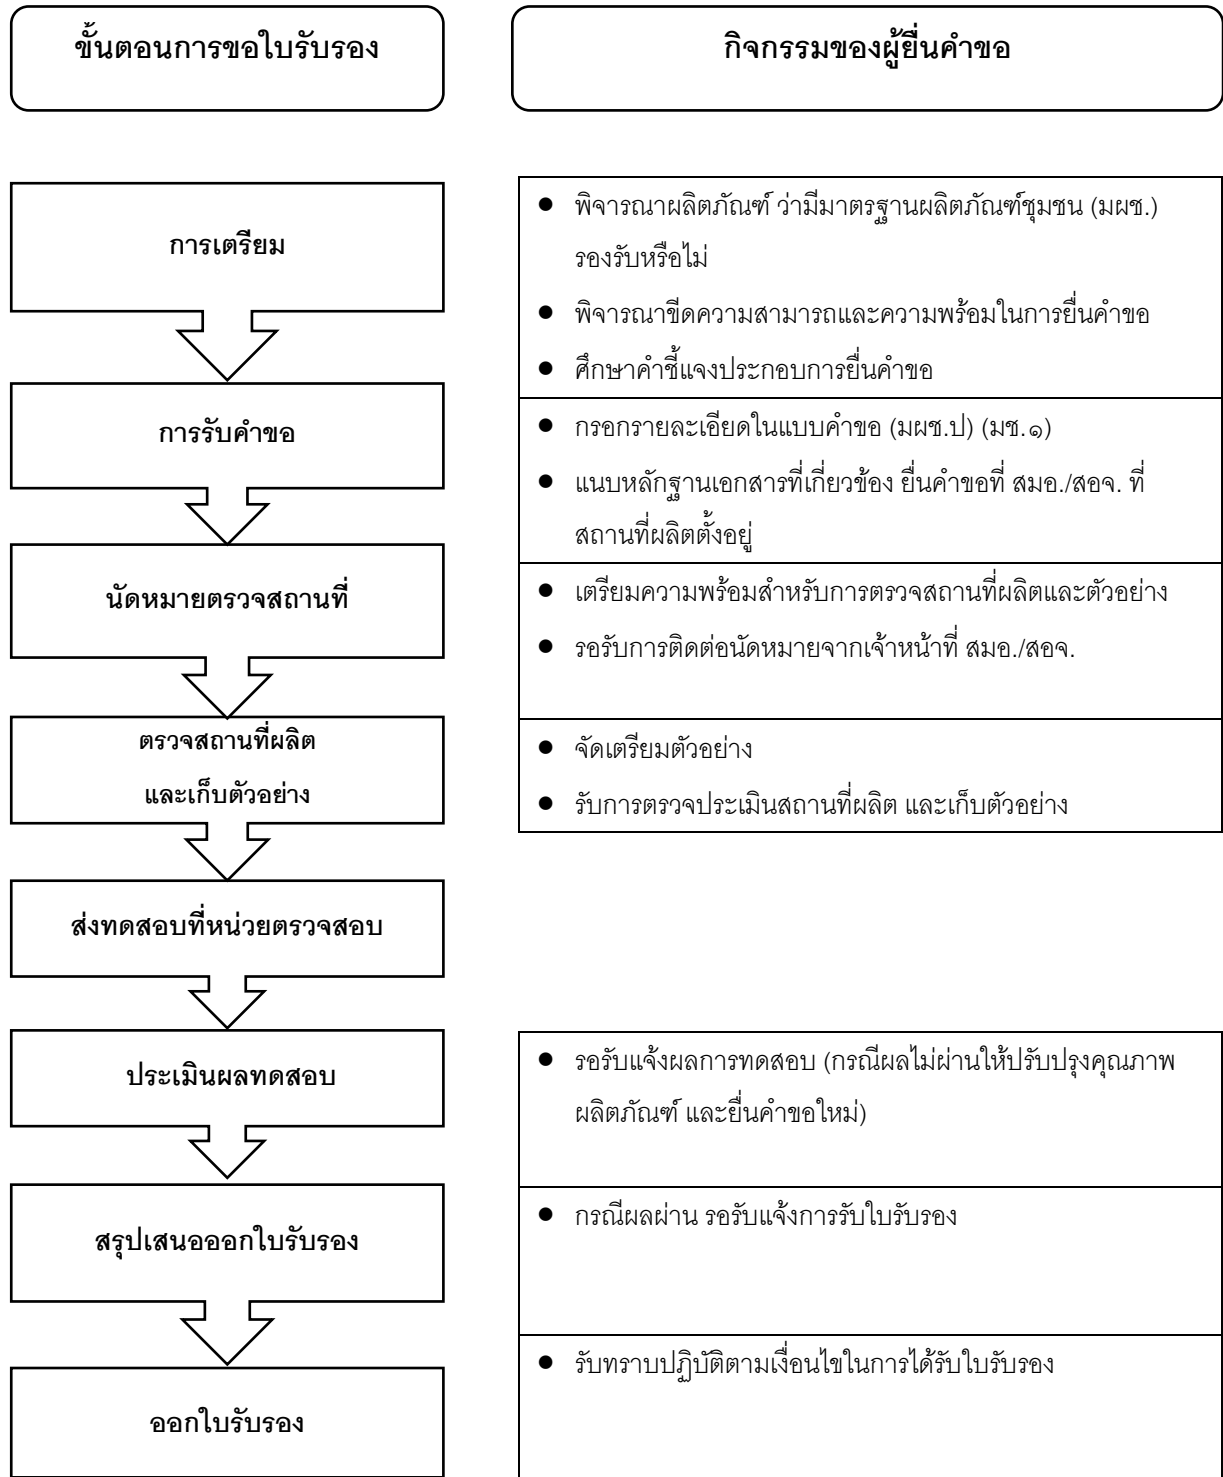 ขั้นตอนการขอใบรับรอง
กิจกรรมของผู้ยื่นคำขอ
การเตรียม
● พิจารณาผลิตภัณฑ์ ว่ามีมาตรฐานผลิตภัณฑ์ชุมชน (มผช.)
รองรับหรือไม่
● พิจารณาขีดความสามารถและความพร้อมในการยื่นคำขอ
● ศึกษาคำชี้แจงประกอบการยื่นคำขอ
การรับคำขอ
● กรอกรายละเอียดในแบบคำขอ (มผช.ป) (มช.๑)
● แนบหลักฐานเอกสารที่เกี่ยวข้อง ยื่นคำขอที่ สมอ./สอจ. ที่
สถานที่ผลิตตั้งอยู่
นัดหมายตรวจสถานที่
● เตรียมความพร้อมสำหรับการตรวจสถานที่ผลิตและตัวอย่าง
● รอรับการติดต่อนัดหมายจากเจ้าหน้าที่ สมอ./สอจ.
ตรวจสถานที่ผลิต
และเก็บตัวอย่าง
● จัดเตรียมตัวอย่าง
● รับการตรวจประเมินสถานที่ผลิต และเก็บตัวอย่าง
ส่งทดสอบที่หน่วยตรวจสอบ
ประเมินผลทดสอบ
● รอรับแจ้งผลการทดสอบ (กรณีผลไม่ผ่านให้ปรับปรุงคุณภาพ
ผลิตภัณฑ์ และยื่นคำขอใหม่)
สรุปเสนอออกใบรับรอง
● กรณีผลผ่าน รอรับแจ้งการรับใบรับรอง
ออกใบรับรอง
● รับทราบปฏิบัติตามเงื่อนไขในการได้รับใบรับรอง